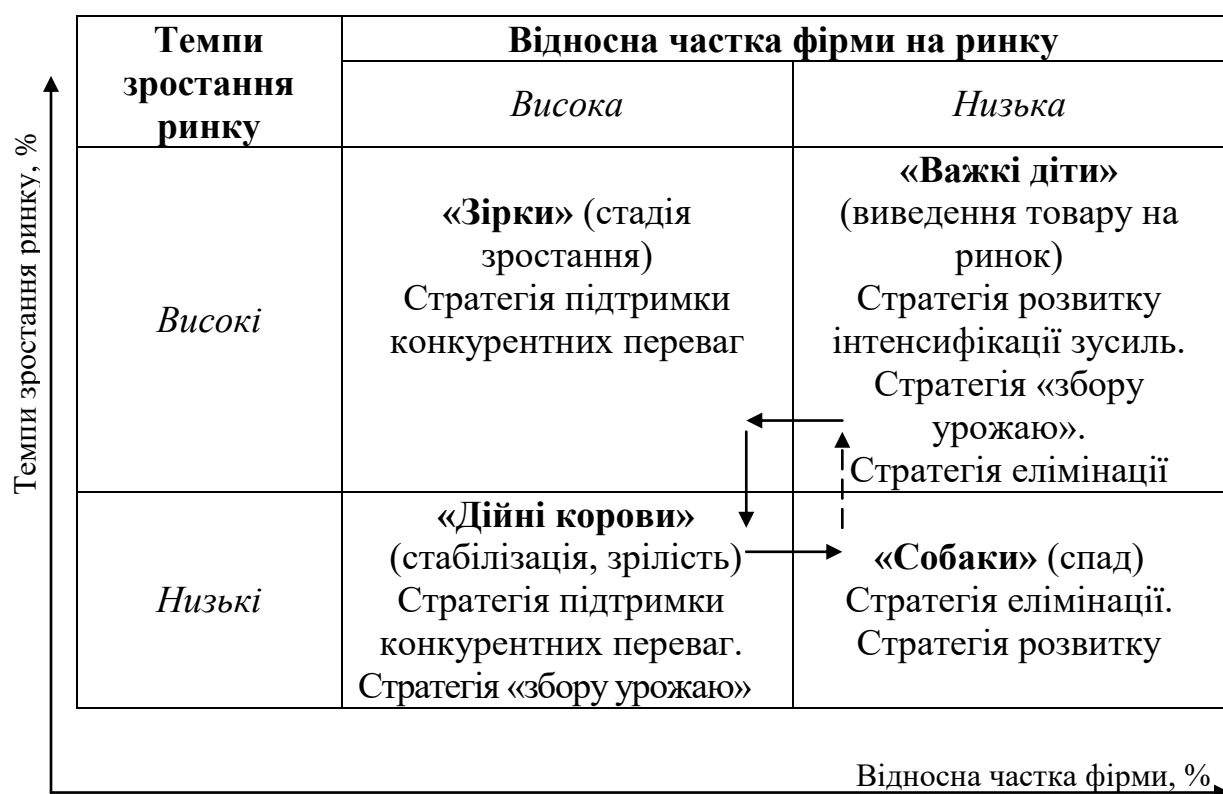 Темпи зростання ринку, %
Темпи
зростання
ринку
Відносна частка фірми на ринку
Висока
Низька
Високі
«Зірки» (стадія
зростання)
Стратегія підтримки
конкурентних переваг
«Важкі діти»
(виведення товару на
ринок)
Стратегія розвитку
інтенсифікації зусиль.
Стратегія «збору
урожаю».
Стратегія елімінації
Низькі
«Дійні корови»
(стабілізація, зрілість)
Стратегія підтримки
конкурентних переваг.
Стратегія «збору урожаю»
«Собаки» (спад)
Стратегія елімінації.
Стратегія розвитку
Відносна частка фірми, %